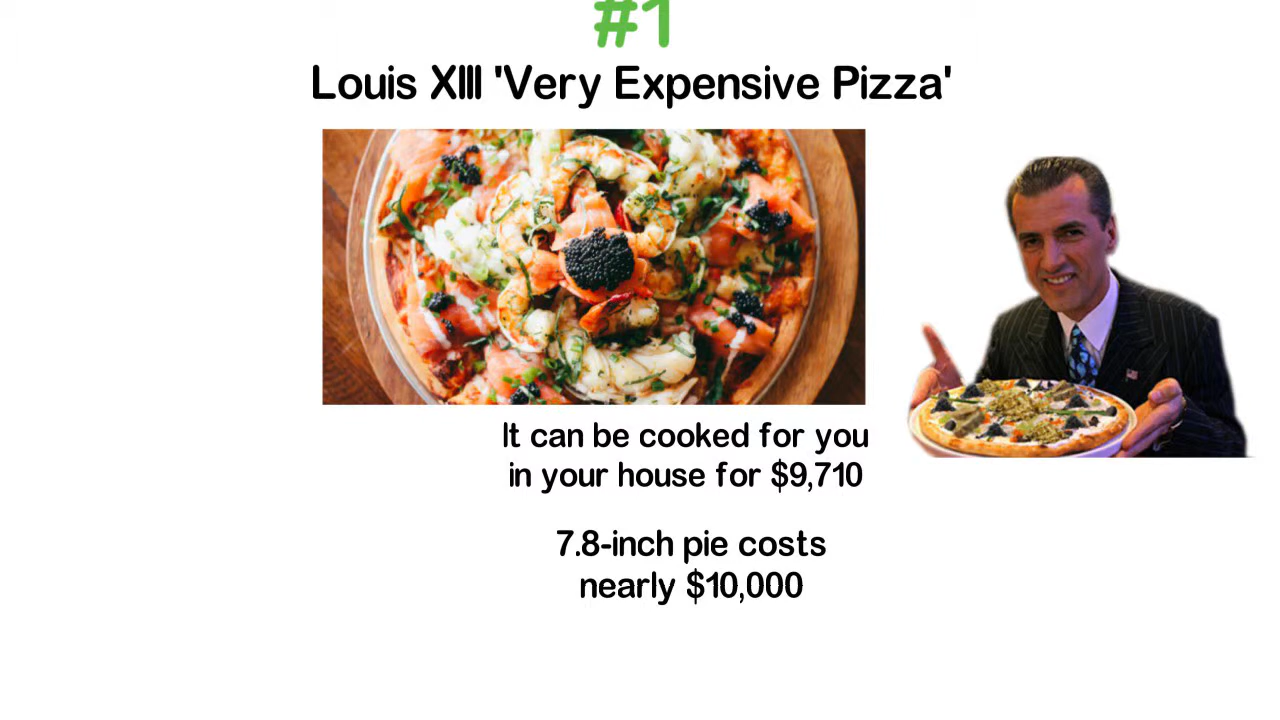 #1
Louis XIII 'Very Expensive Pizza'
It can be cooked for you
in your house for $9,710
7.8-inch pie costs
nearly $10,000